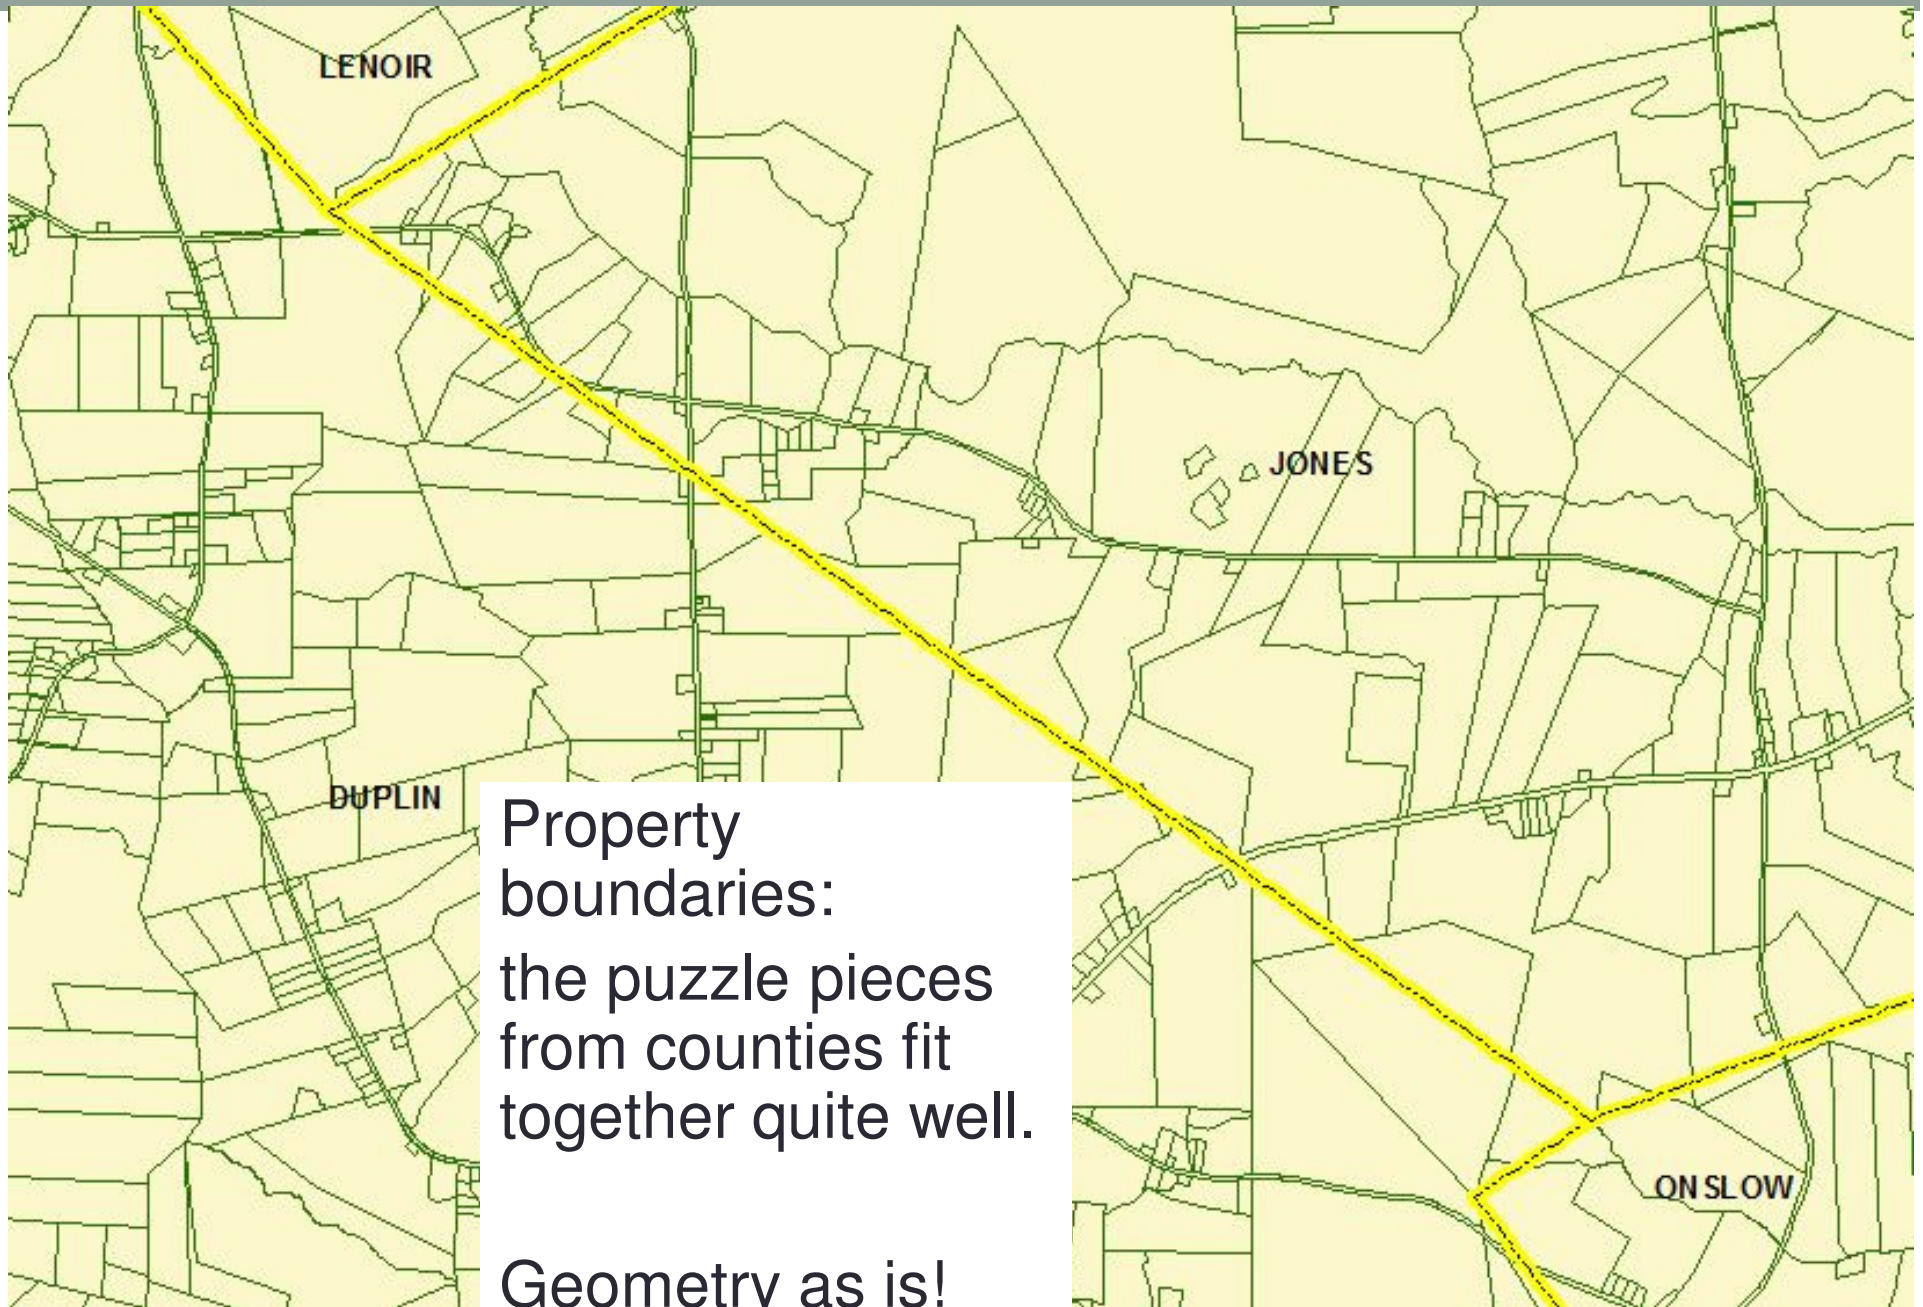 LENOIR
JONES
DUPLIN
Property
boundaries:
the puzzle pieces
from counties fit
together quite well.
Geometry as is!
ONSLOW